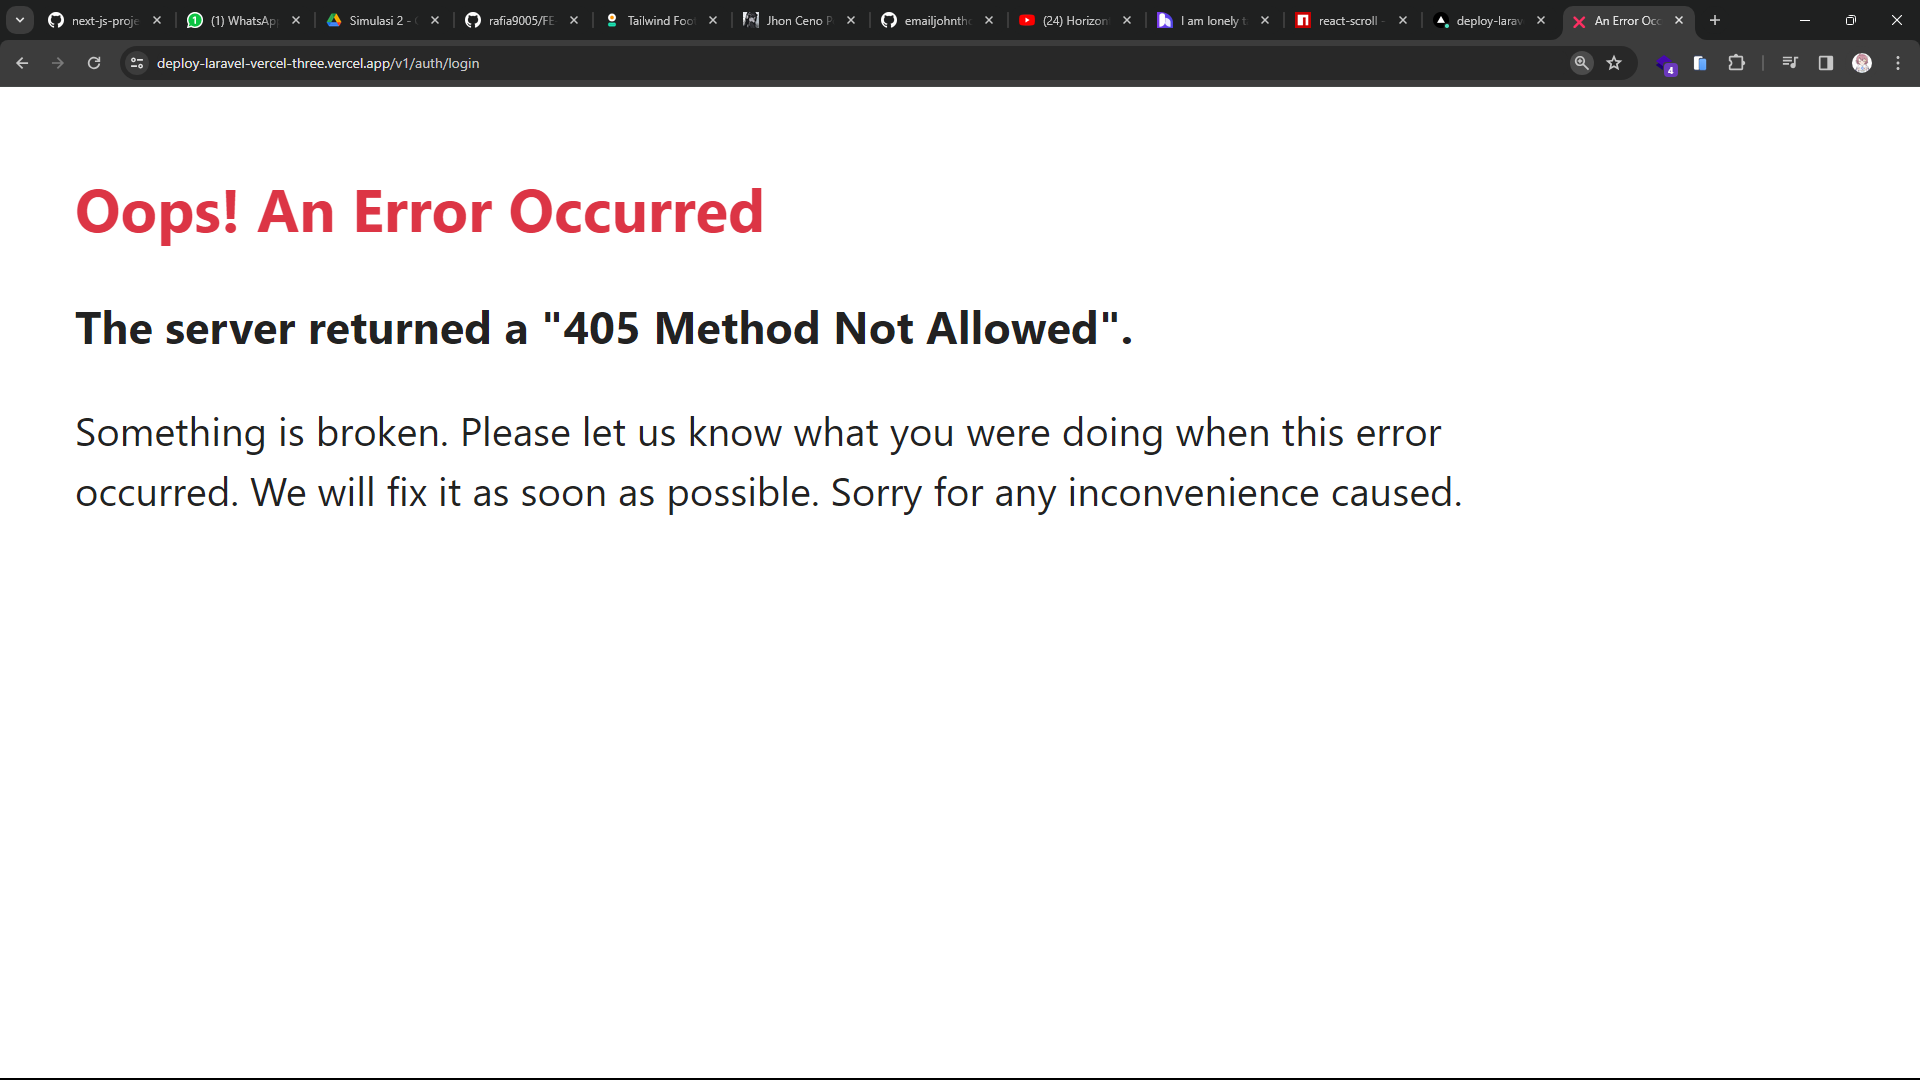 next-js-proje
(1) WhatsAp
Simulasi 2 -
rafia9005/FE
Tailwind Foo
Jhon Ceno P
emailjohnth
(24) Horizon
I am lonely t
react-scroll -
deploy-larav
An Error Occ
deploy-laravel-vercel-three.vercel.app/v1/auth/login
4
Oops! An Error Occurred
The server returned a "405 Method Not Allowed".
Something is broken. Please let us know what you were doing when this error
occurred. We will fix it as soon as possible. Sorry for any inconvenience caused.